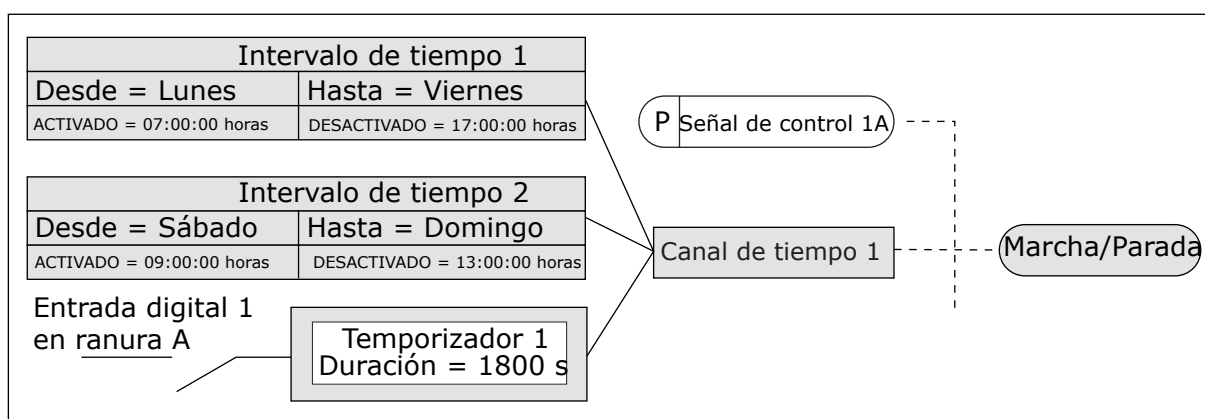 Intervalo de tiempo 1
Desde = Lunes
Hasta = Viernes
ACTIVADO = 07:00:00 horas
DESACTIVADO = 17:00:00 horas
P
Señal de control 1A
Intervalo de tiempo 2
Desde = Sábado
Hasta = Domingo
ACTIVADO = 09:00:00 horas
DESACTIVADO = 13:00:00 horas
Canal de tiempo 1
Marcha/Parada
Entrada digital 1
en ranura A
Temporizador 1
Duración = 1800 s